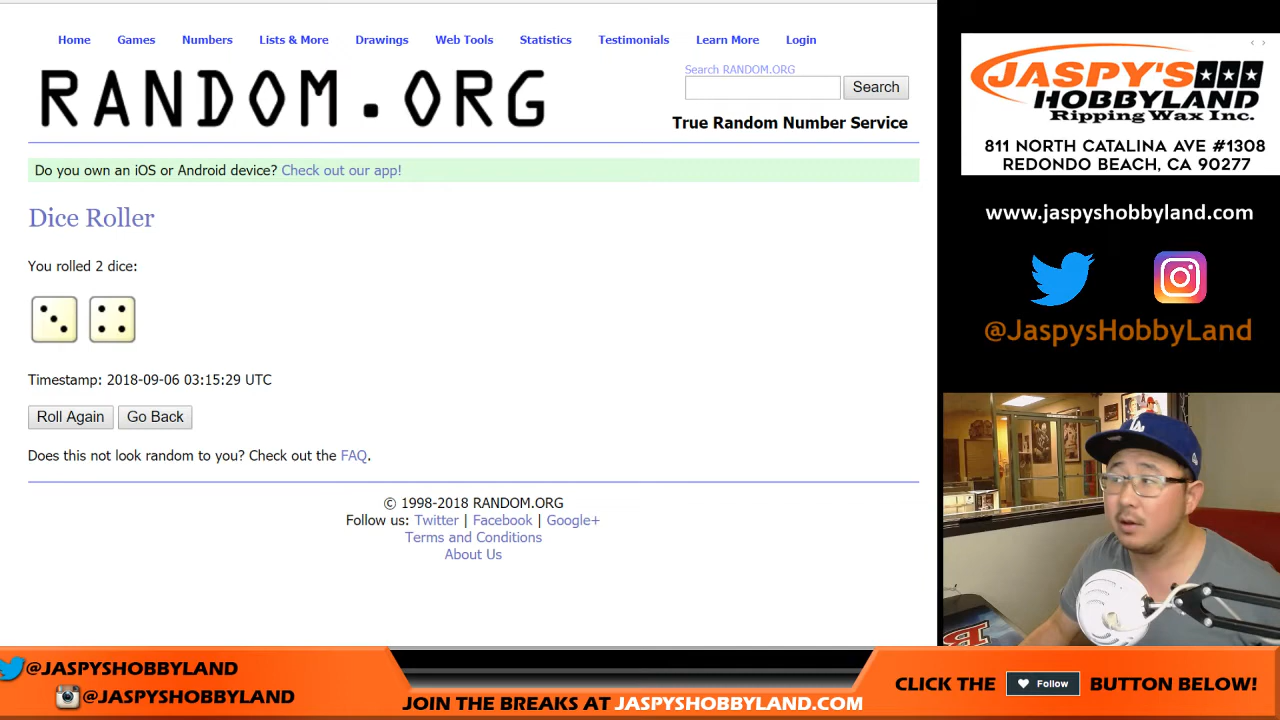 Home Games Numbers Lists & More Drawings Web Tools Statistics Testimonials Learn More Login
RANDOM.ORG
Search RANDOM.ORG
Search
True Random Number Service
Do you own an iOS or Android device? Check out our app!
Dice Roller
You rolled 2 dice:
Timestamp: 2018-09-06 03:15:29 UTC
Roll Again Go Back
Does this not look random to you? Check out the FAQ.
© 1998-2018 RANDOM.ORG
Follow us: Twitter | Facebook | Google+
Terms and Conditions
About Us
JASPY'S
HOBBYLAND
Ripping Wax Inc.
811 NORTH CATALINA AVE #1308
REDONDO BEACH, CA 90277
www.jaspyshobbyland.com
@JaspysHobbyLand
LA
B
@JASPYSHOBBYLAND
@JASPYSHOBBYLAND
JOIN THE BREAKS AT JASPYSHOBBYLAND.COM
CLICK THE Follow BUTTON BELOW!